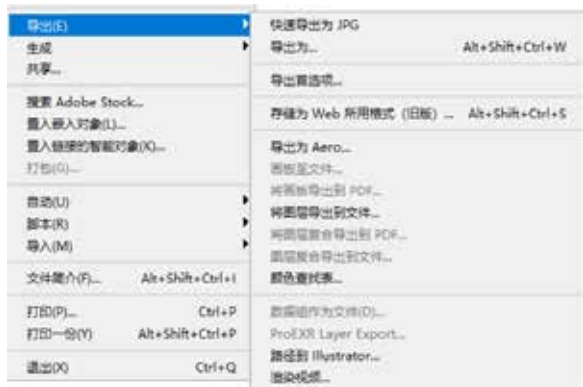 导出(E)
生成
共享...
搜索 Adobe Stock...
置入嵌入对象(L)...
置入链接的智能对象(K)...
打包(G)...
自动(U)
脚本(R)
导入(M)
文件简介(F)... Alt+Shift+Ctrl+I
打印(P)... Ctrl+P
打印一份(Y) Alt+Shift+Ctrl+P
退出(X) Ctrl+Q
快速导出为 JPG
导出为... Alt+Shift+Ctrl+W
导出首选项...
存储为 Web 所用格式（旧版）... Alt+Shift+Ctrl+S
导出为 Aero...
画板至文件...
将画板导出到 PDF...
将图层导出到文件...
将图层复合导出到 PDF...
图层复合导出到文件...
颜色查找表...
数据组作为文件(D)...
ProEXR Layer Export...
路径到 Illustrator...
渲染视频...